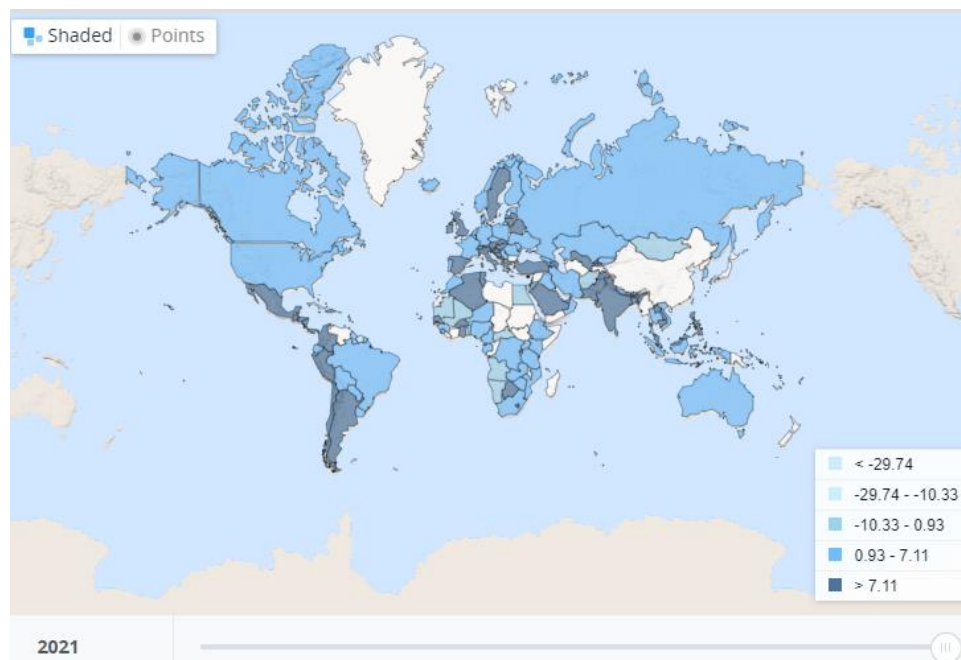 Shaded Points
< -29.74
-29.74 - -10.33
-10.33 - 0.93
0.93 - 7.11
> 7.11
2021